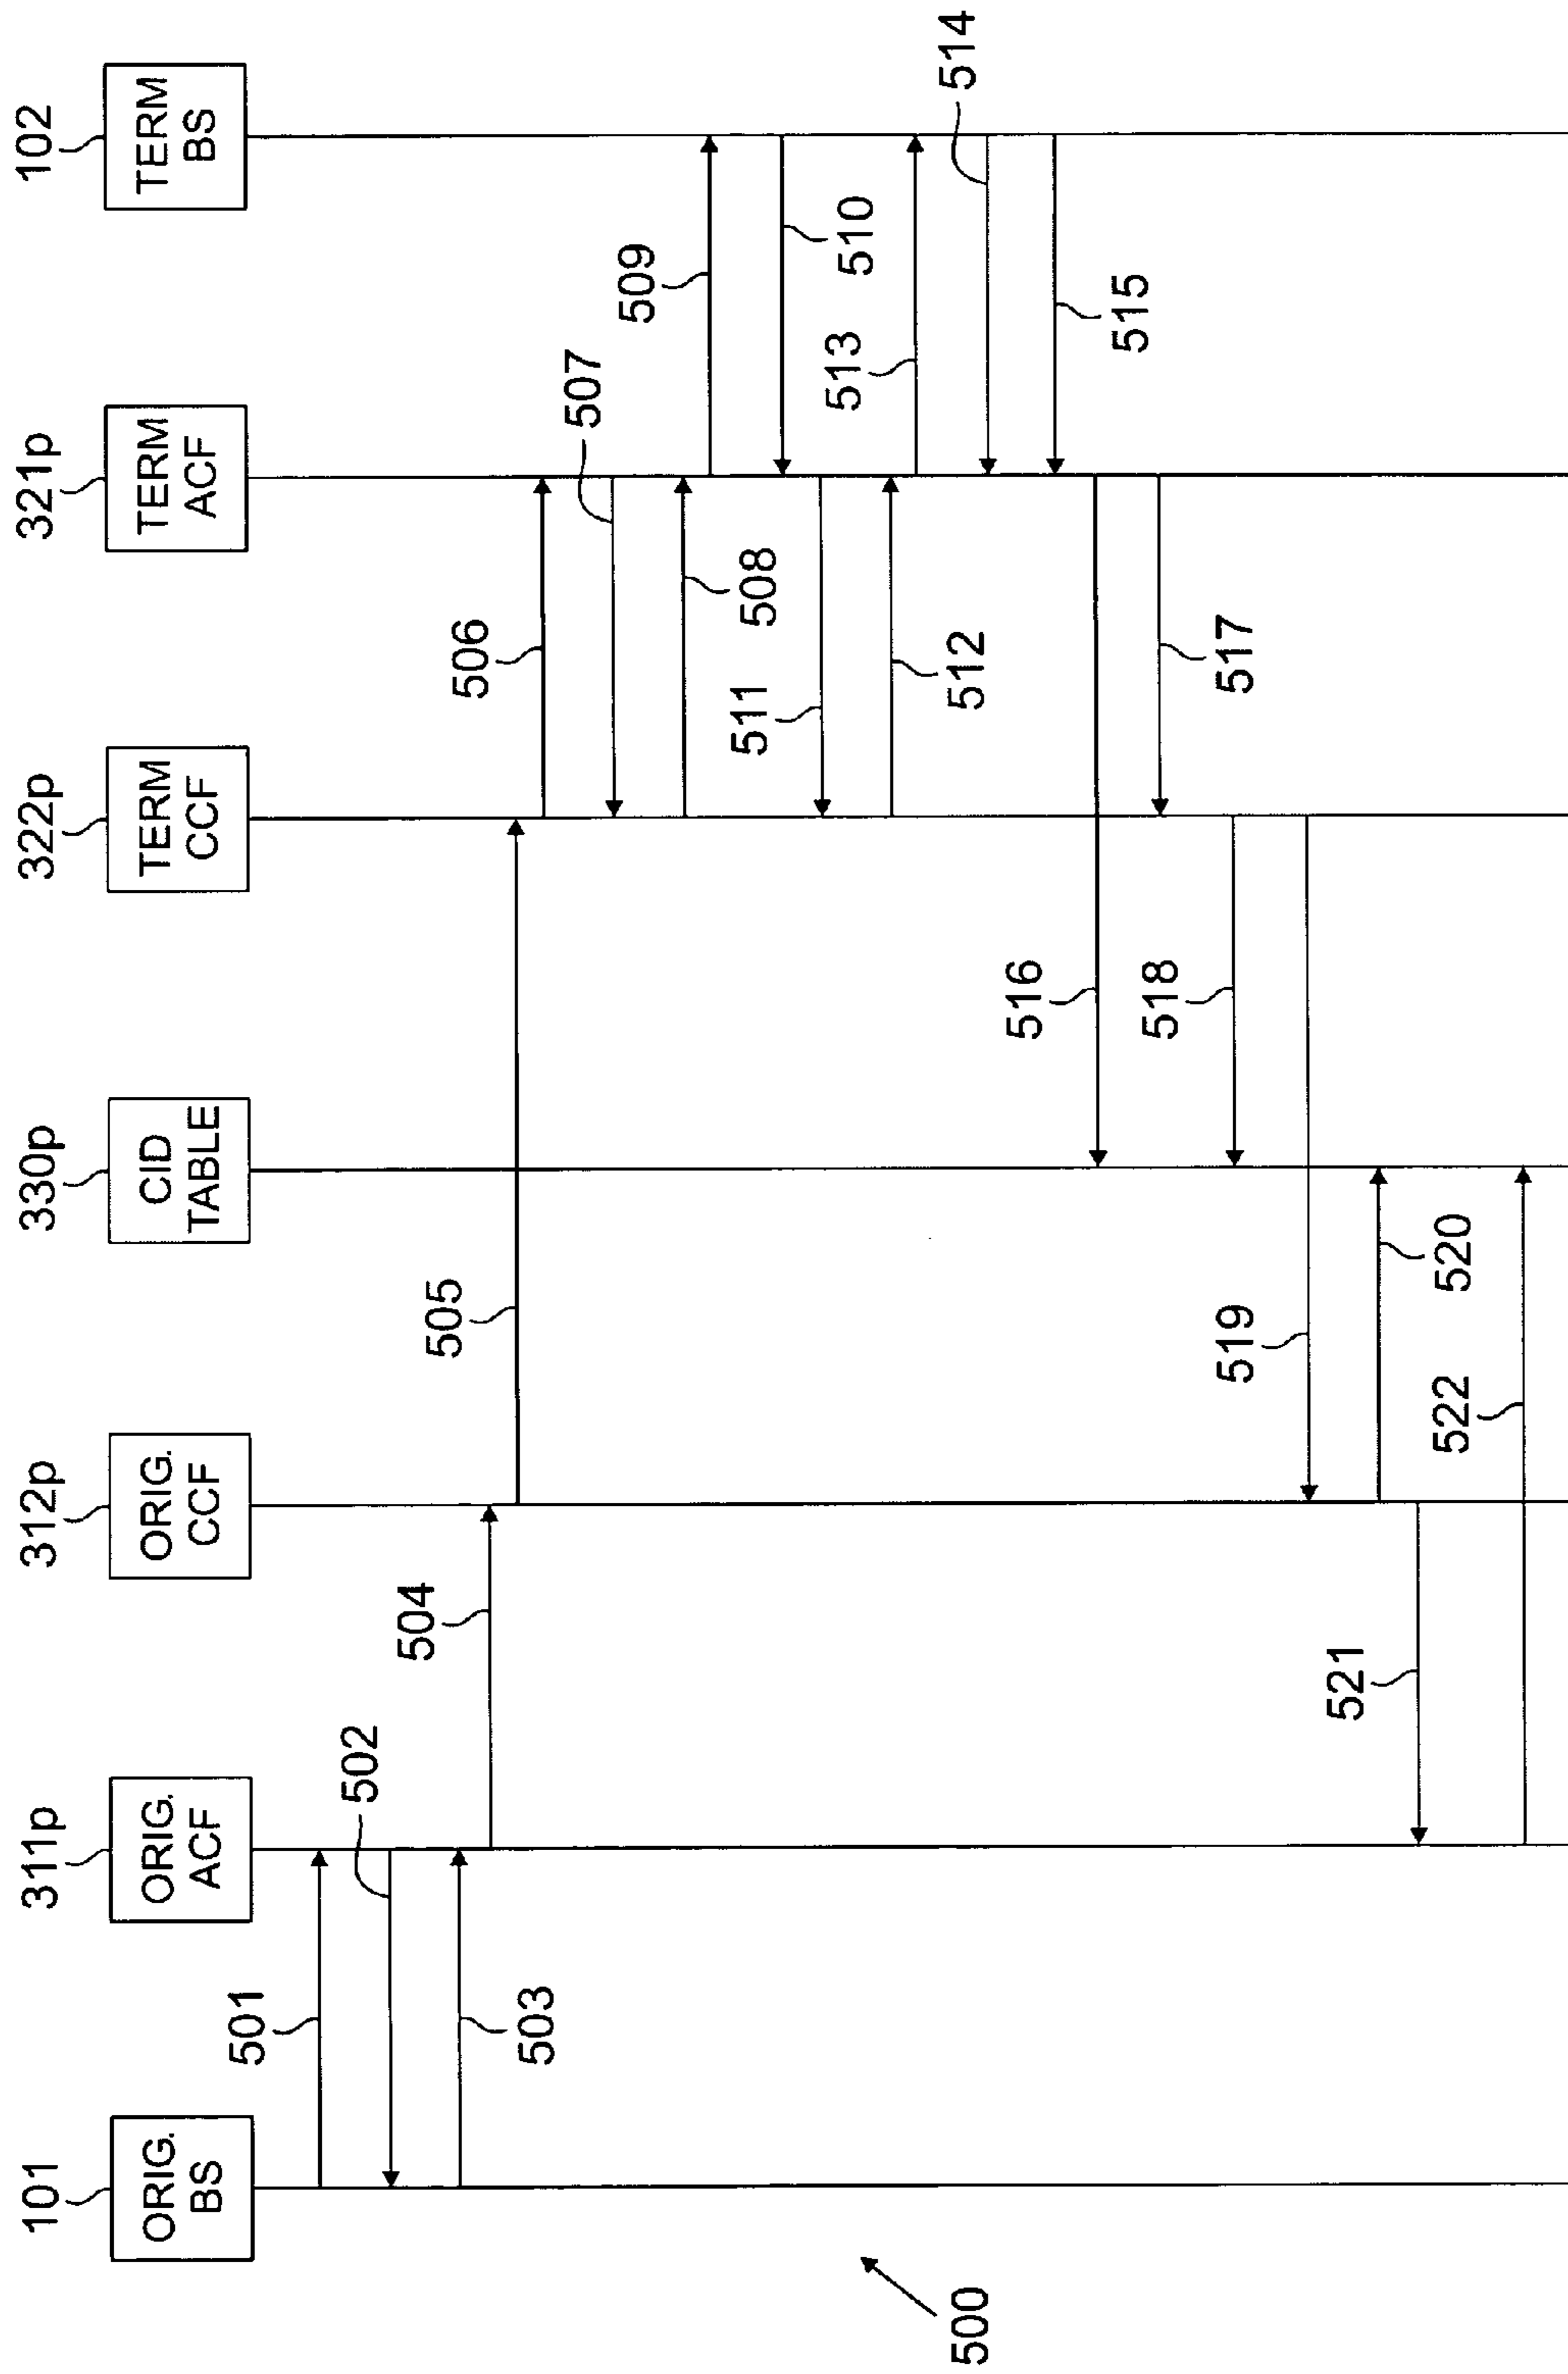 101
ORIG.
BS
311p
ORIG.
ACF
312p
ORIG.
CCF
330p
CID
TABLE
322p
TERM
CCF
321p
TERM
ACF
102
TERM
BS
501
502
503
504
505
506
507
508
509
510
511
512
513
514
515
516
517
518
519
520
521
522
500